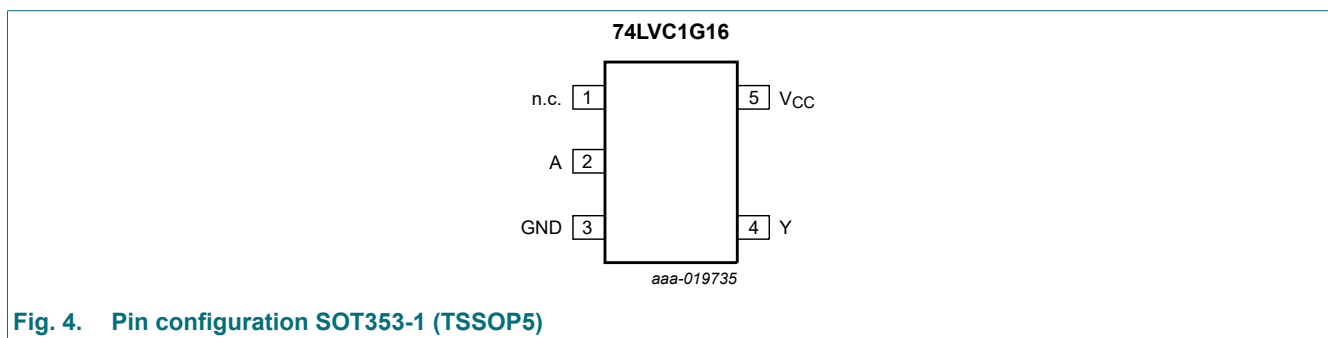 74LVC1G16
n.c. 1 5 VCC
A 2
GND 3 4 Y
aaa-019735
Fig. 4. Pin configuration SOT353-1 (TSSOP5)